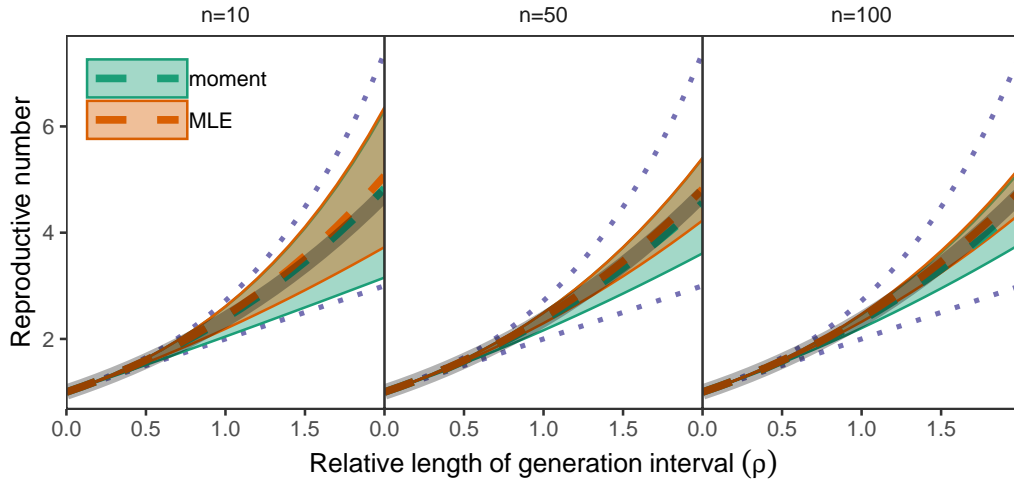 n=10 n=50 n=100
moment
MLE
Reproductive number
6
4
2
0.0 0.5 1.0 1.5 0.0 0.5 1.0 1.5 0.0 0.5 1.0 1.5
Relative length of generation interval (ρ)